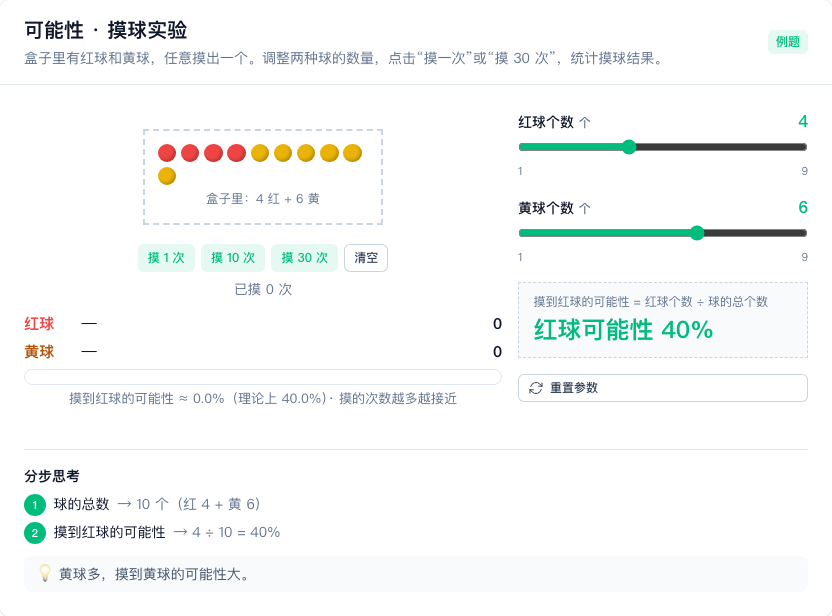 可能性 · 摸球实验
盒子里有红球和黄球，任意摸出一个。调整两种球的数量，点击“摸一次”或“摸 30 次”，统计摸球结果。
例题
盒子里：4 红 + 6 黄
摸 1 次
摸 10 次
摸 30 次
清空
已摸 0 次
红球 — 0
黄球 — 0
摸到红球的可能性 ≈ 0.0%（理论上 40.0%）· 摸的次数越多越接近
红球个数 个 4
1 9
黄球个数 个 6
1 9
摸到红球的可能性 = 红球个数 ÷ 球的总个数
红球可能性 40%
重置参数
分步思考
1 球的总数 → 10 个（红 4 + 黄 6）
2 摸到红球的可能性 → 4 ÷ 10 = 40%
黄球多，摸到黄球的可能性大。